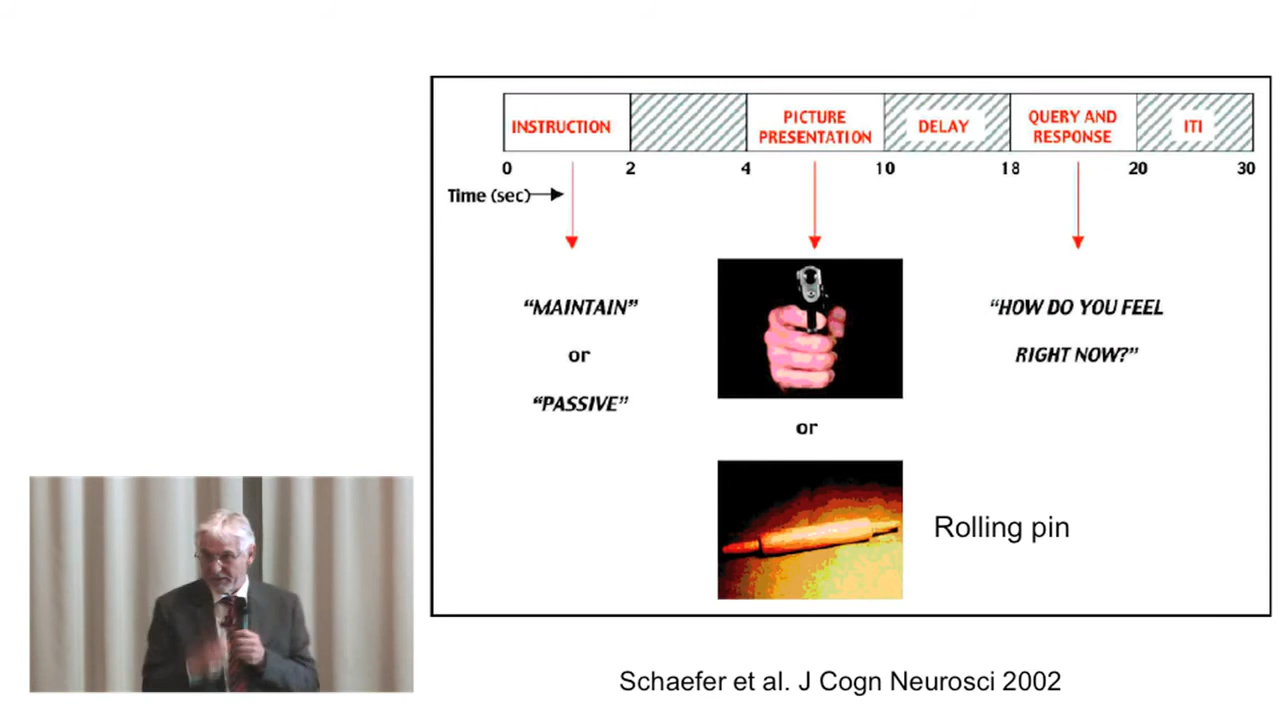 INSTRUCTION
PICTURE
PRESENTATION
DELAY
QUERY AND
RESPONSE
ITI
0 2 4 10 18 20 30
Time (sec)
“MAINTAIN”
or
“PASSIVE”
or
“HOW DO YOU FEEL
RIGHT NOW?”
Rolling pin
Schaefer et al. J Cogn Neurosci 2002